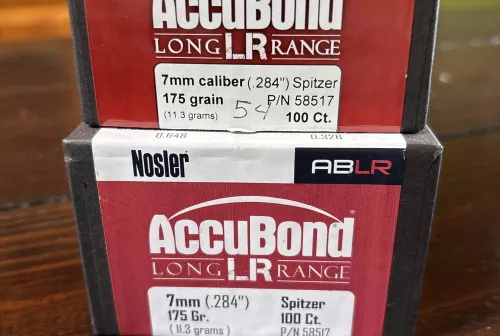 AccuBond
LONG LR RANGE
7mm caliber (.284") Spitzer
175 grain P/N 58517
(11.3 grams) 54 100 Ct.
0.648 0.326
Nosler ABLR
AccuBond
LONG LR RANGE
7mm (.284") Spitzer
175 Gr. 100 Ct.
(11.3 grams) P/N 58517